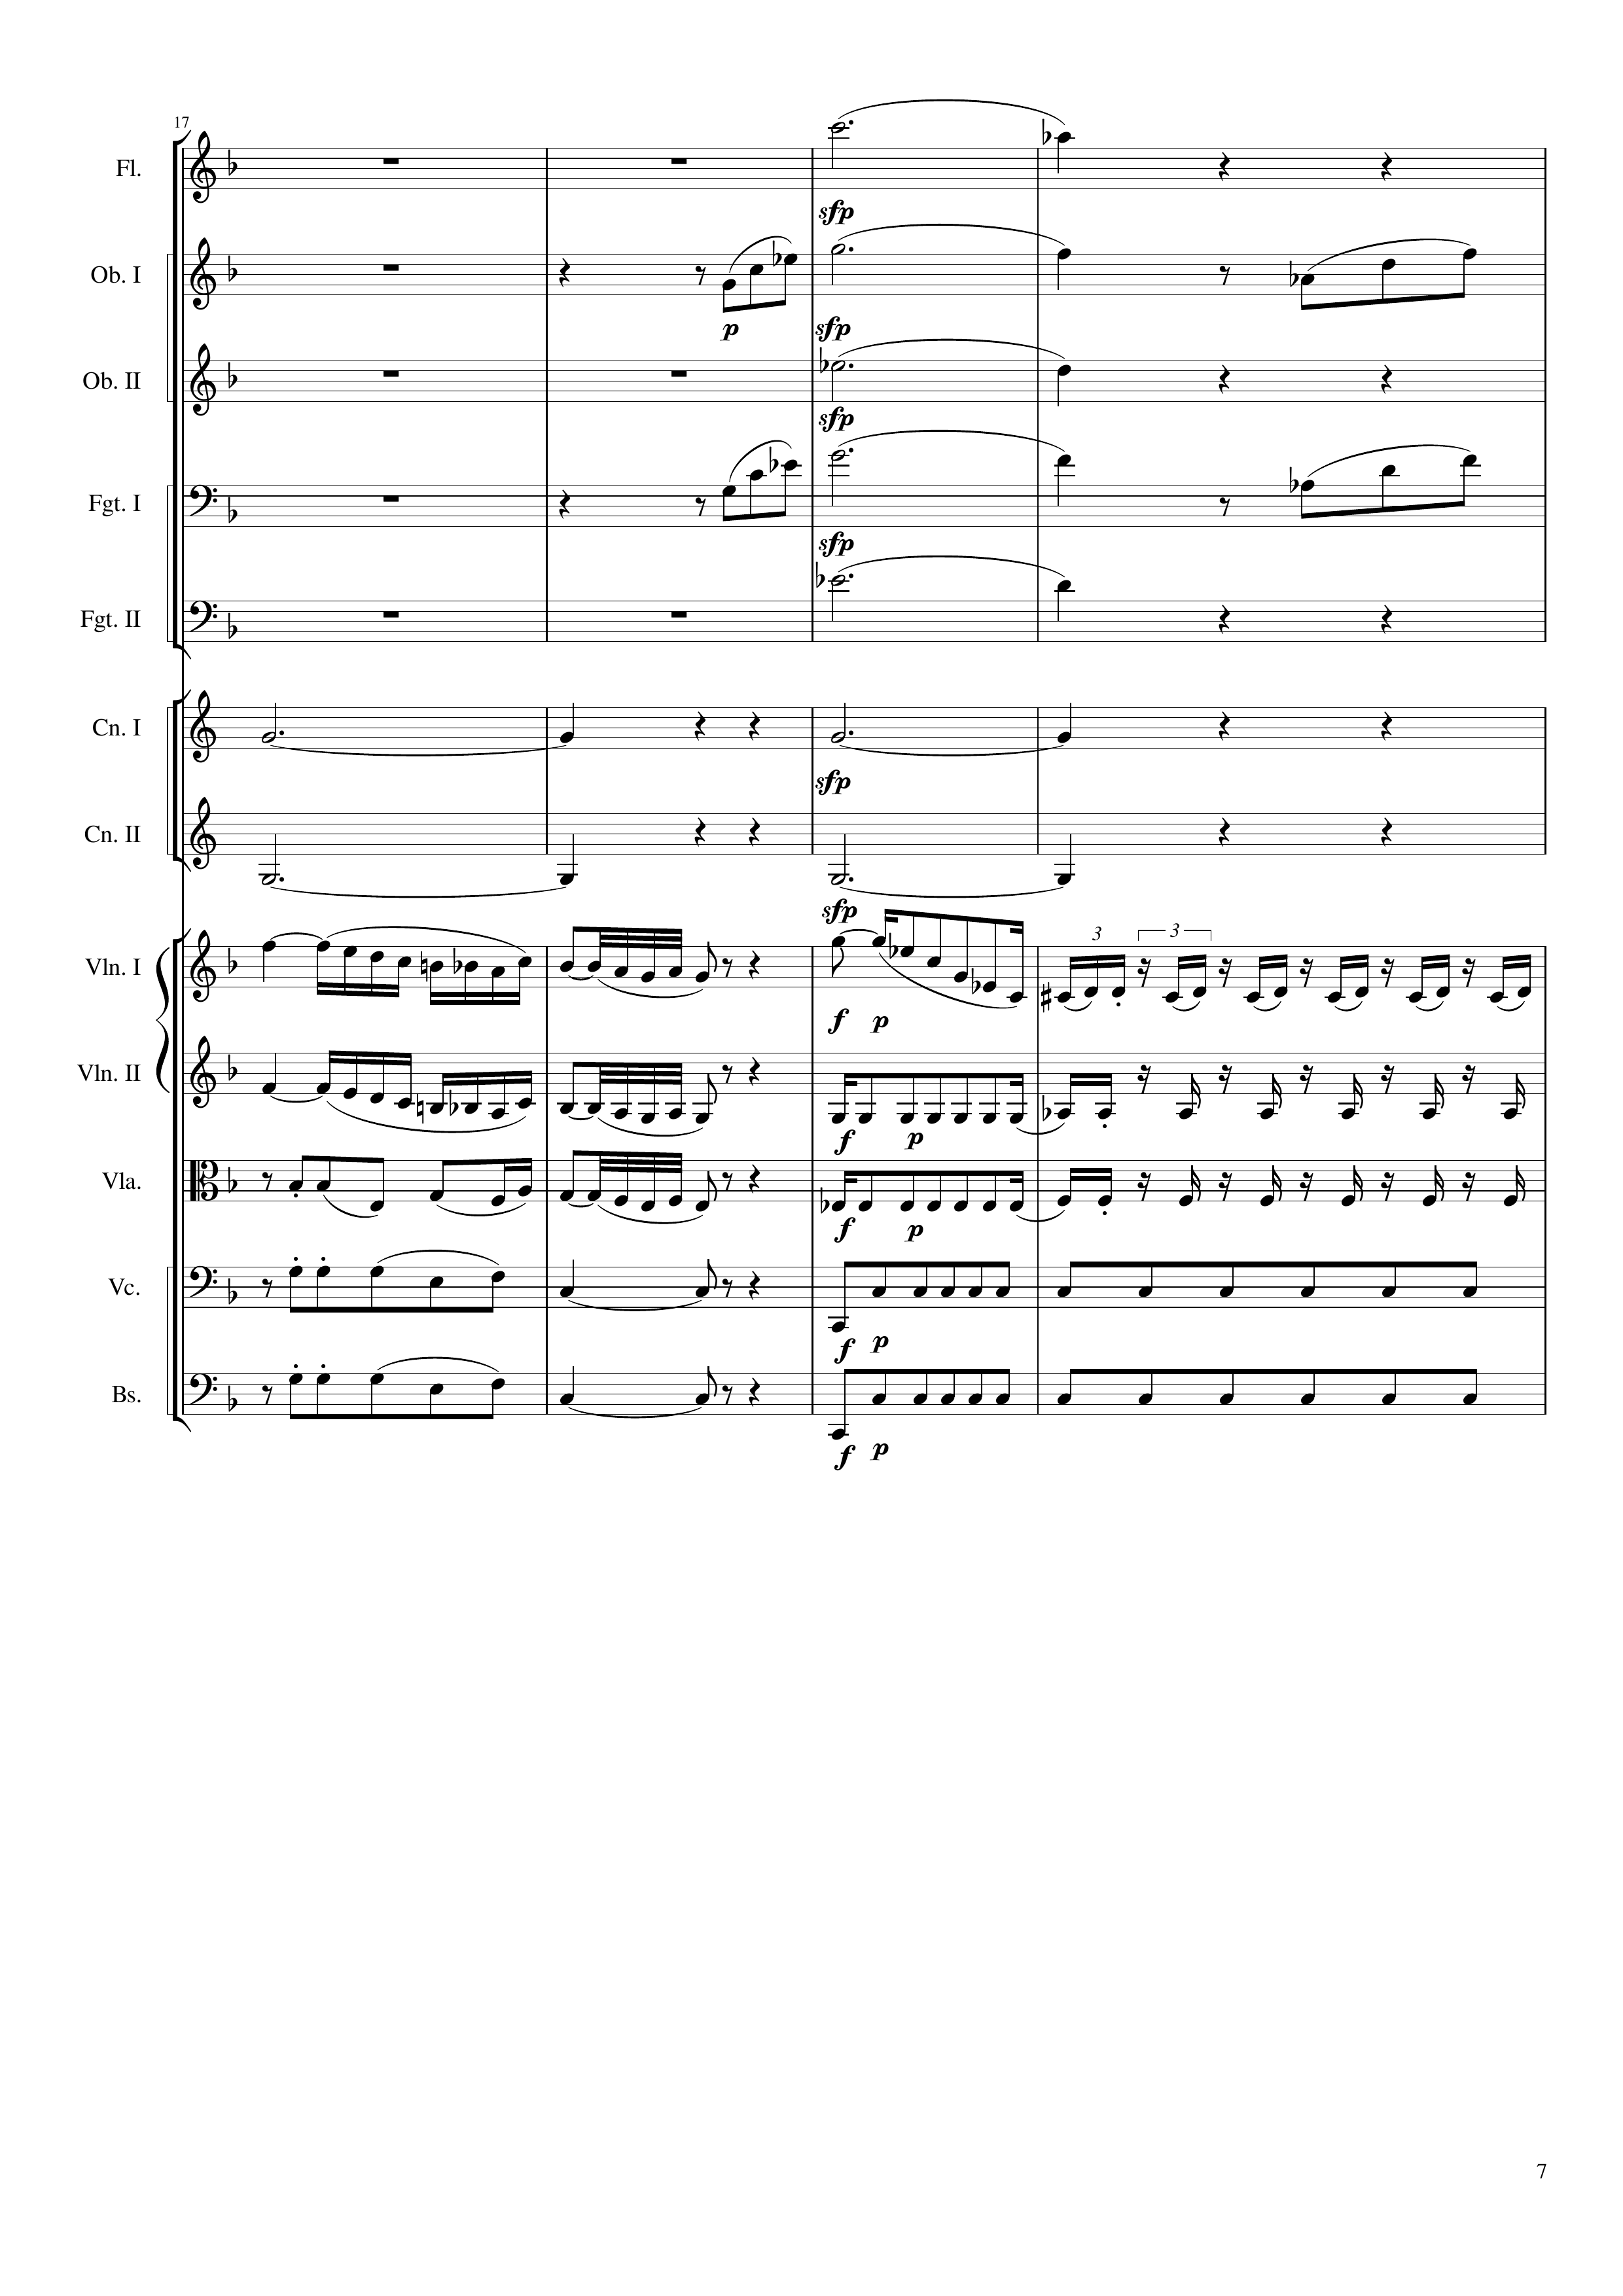 17
Fl.
sfp
Ob. I
p sfp
Ob. II
sfp
Fgt. I
sfp
Fgt. II
Cn. I
sfp
Cn. II
sfp
3 3
Vln. I
f p
Vln. II
f p
Vla.
f p
Vc.
f p
Bs.
f p
7